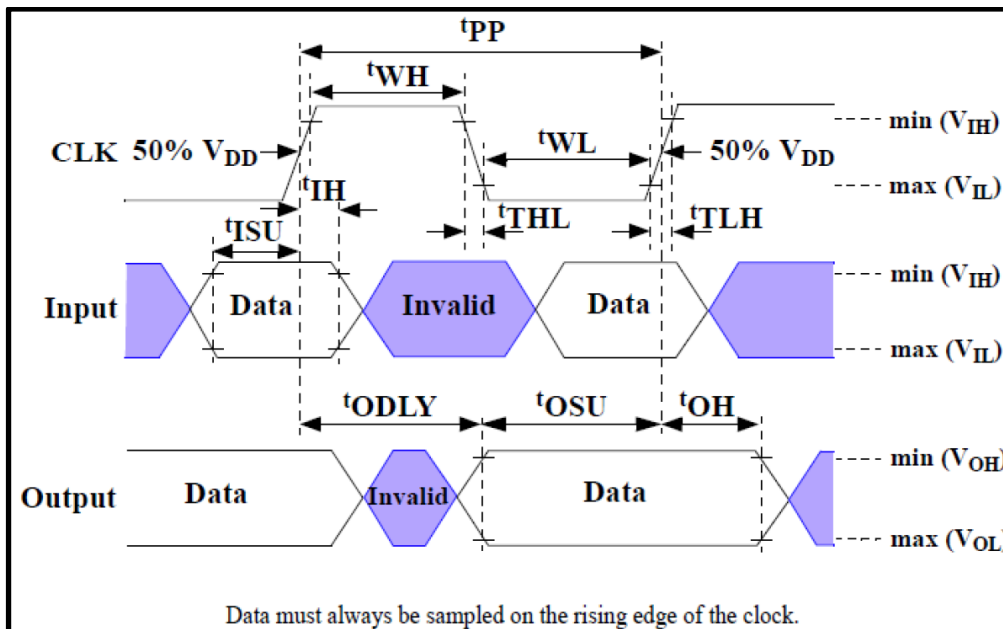 tPP
tWH
min (VIH)
CLK 50% VDD
tWL
50% VDD
tIH
max (VIL)
tISU
tTHL
tTLH
min (VIH)
Input
Data
Invalid
Data
max (VIL)
tODLY
tOSU
tOH
min (VOH)
Output
Data
Invalid
Data
max (VOL)
Data must always be sampled on the rising edge of the clock.